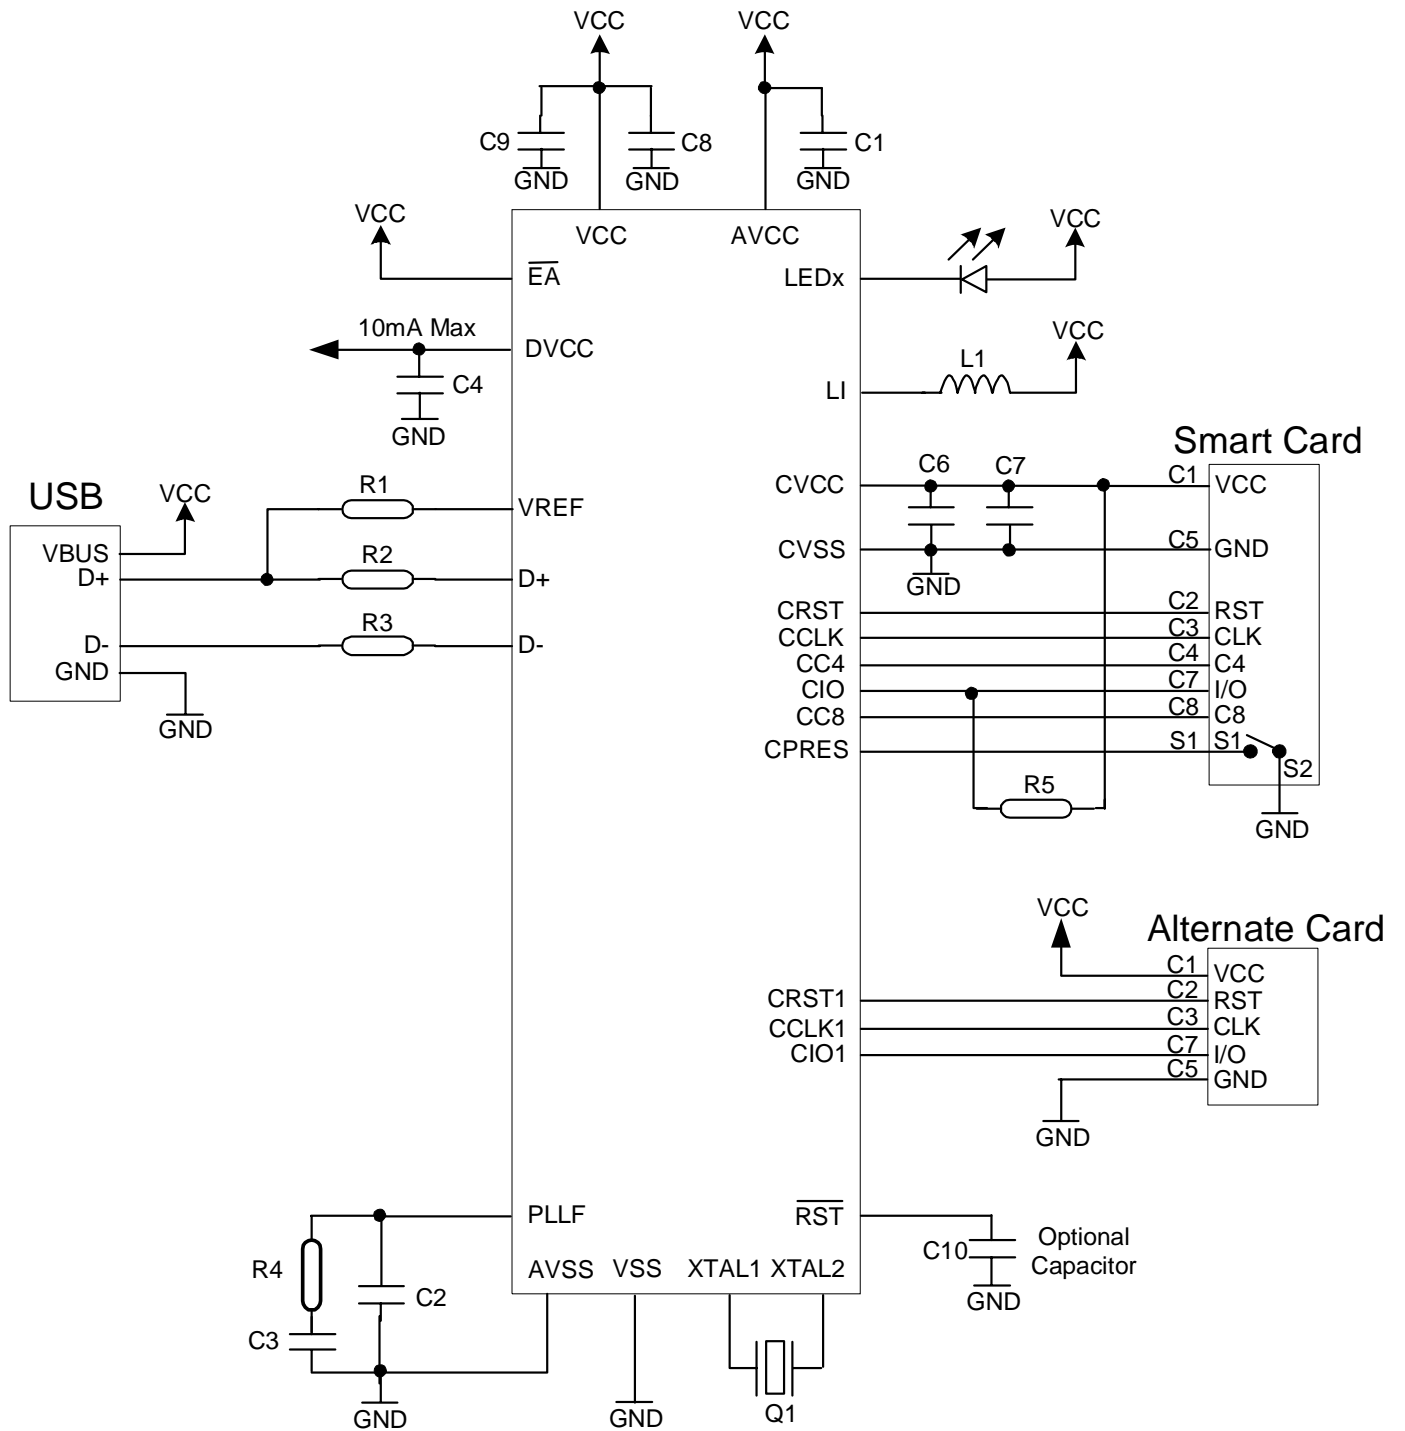 VCC VCC
C9 C8 C1
GND GND GND
VCC VCC AVCC VCC
EA LEDx
10mA Max DVCC VCC
C4 L1
GND LI
Smart Card
USB VCC R1 VREF CVCC C6 C7 C1 VCC
VBUS R2 CVSS C5 GND
D+ D+ GND
R3 CRST C2 RST
D- D- CCLK C3 CLK
GND CC4 C4 C4
CIO C7 I/O
GND CC8 C8 C8
CPRES S1 S1
R5 S2
GND
VCC Alternate Card
C1 VCC
CRST1 C2 RST
CCLK1 C3 CLK
CIO1 C7 I/O
C5 GND
GND
PLLF RST Optional
R4 C10 Capacitor
AVSS VSS XTAL1 XTAL2
C2 GND
C3
GND GND Q1